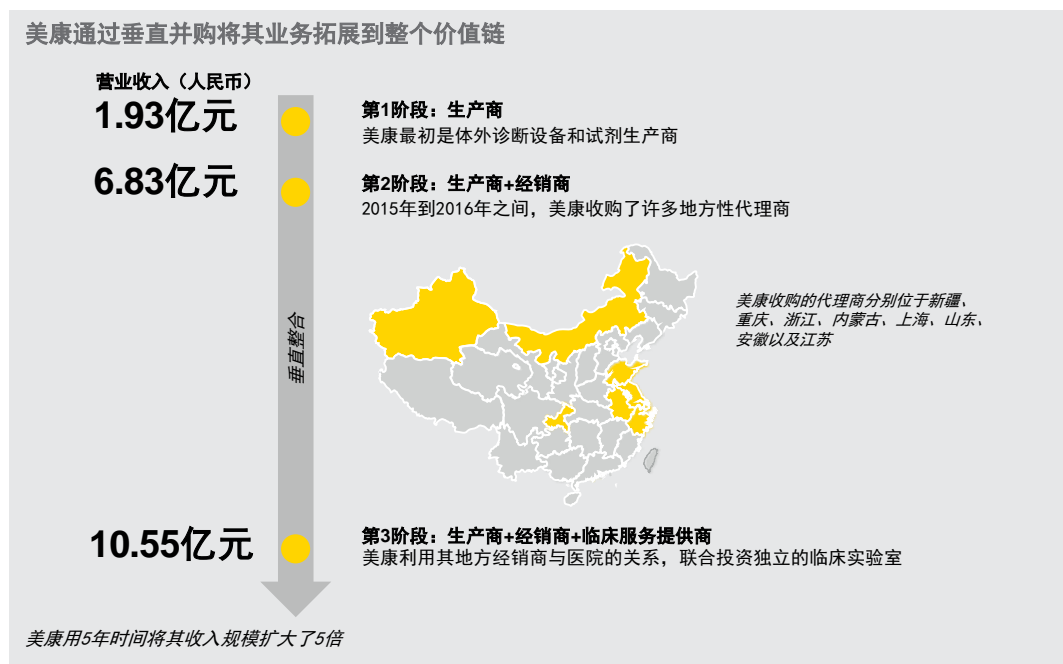 美康通过垂直并购将其业务拓展到整个价值链
营业收入（人民币）
1.93亿元
第1阶段：生产商
美康最初是体外诊断设备和试剂生产商
6.83亿元
第2阶段：生产商+经销商
2015年到2016年之间，美康收购了许多地方性代理商
美康收购的代理商分别位于新疆、
重庆、浙江、内蒙古、上海、山东、
安徽以及江苏
垂直整合
10.55亿元
第3阶段：生产商+经销商+临床服务提供商
美康利用其地方经销商与医院的关系，联合投资独立的临床实验室
美康用5年时间将其收入规模扩大了5倍